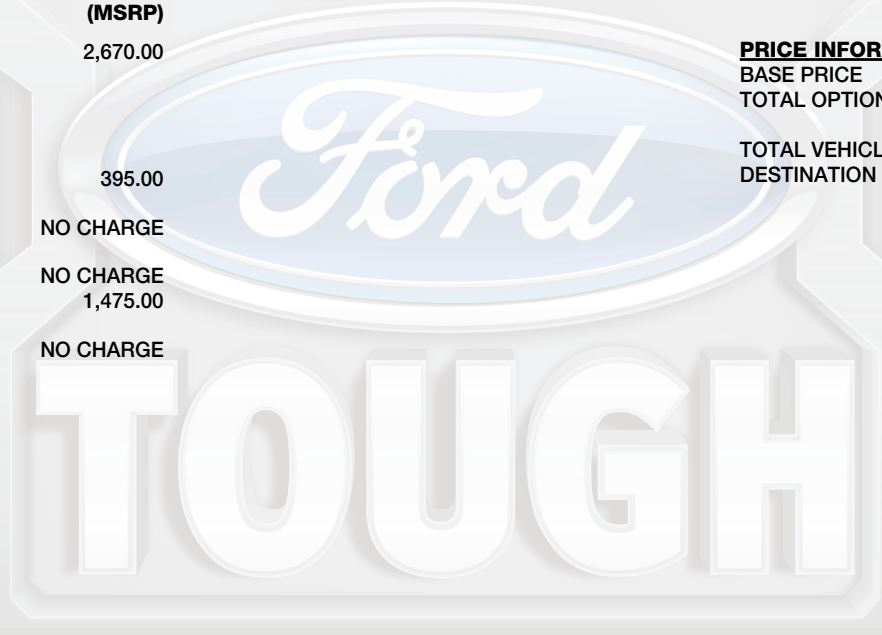 (MSRP)
2,670.00
395.00
NO CHARGE
NO CHARGE
1,475.00
NO CHARGE
PRICE INFOR
BASE PRICE
TOTAL OPTION
TOTAL VEHICL
DESTINATION
Ford
TOUGH